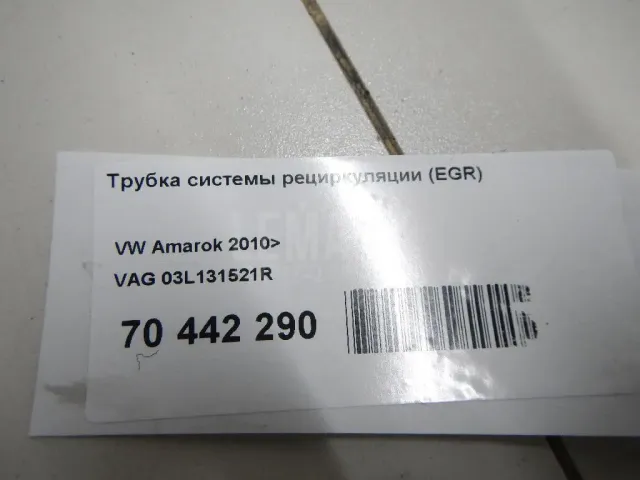 Трубка системы рециркуляции (EGR)
VW Amarok 2010>
VAG 03L131521R
70 442 290